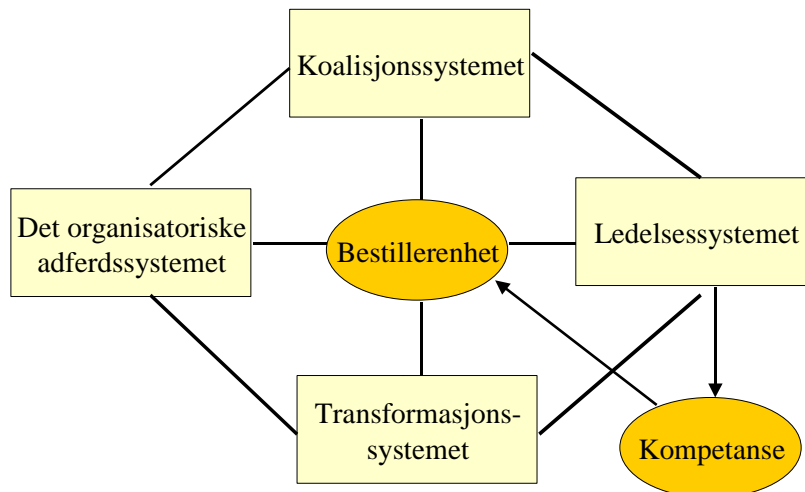 Koalisjonssystemet
Det organisatoriske
adferdssystemet
Bestillerenhet
Ledelsessystemet
Transformasjons-
systemet
Kompetanse